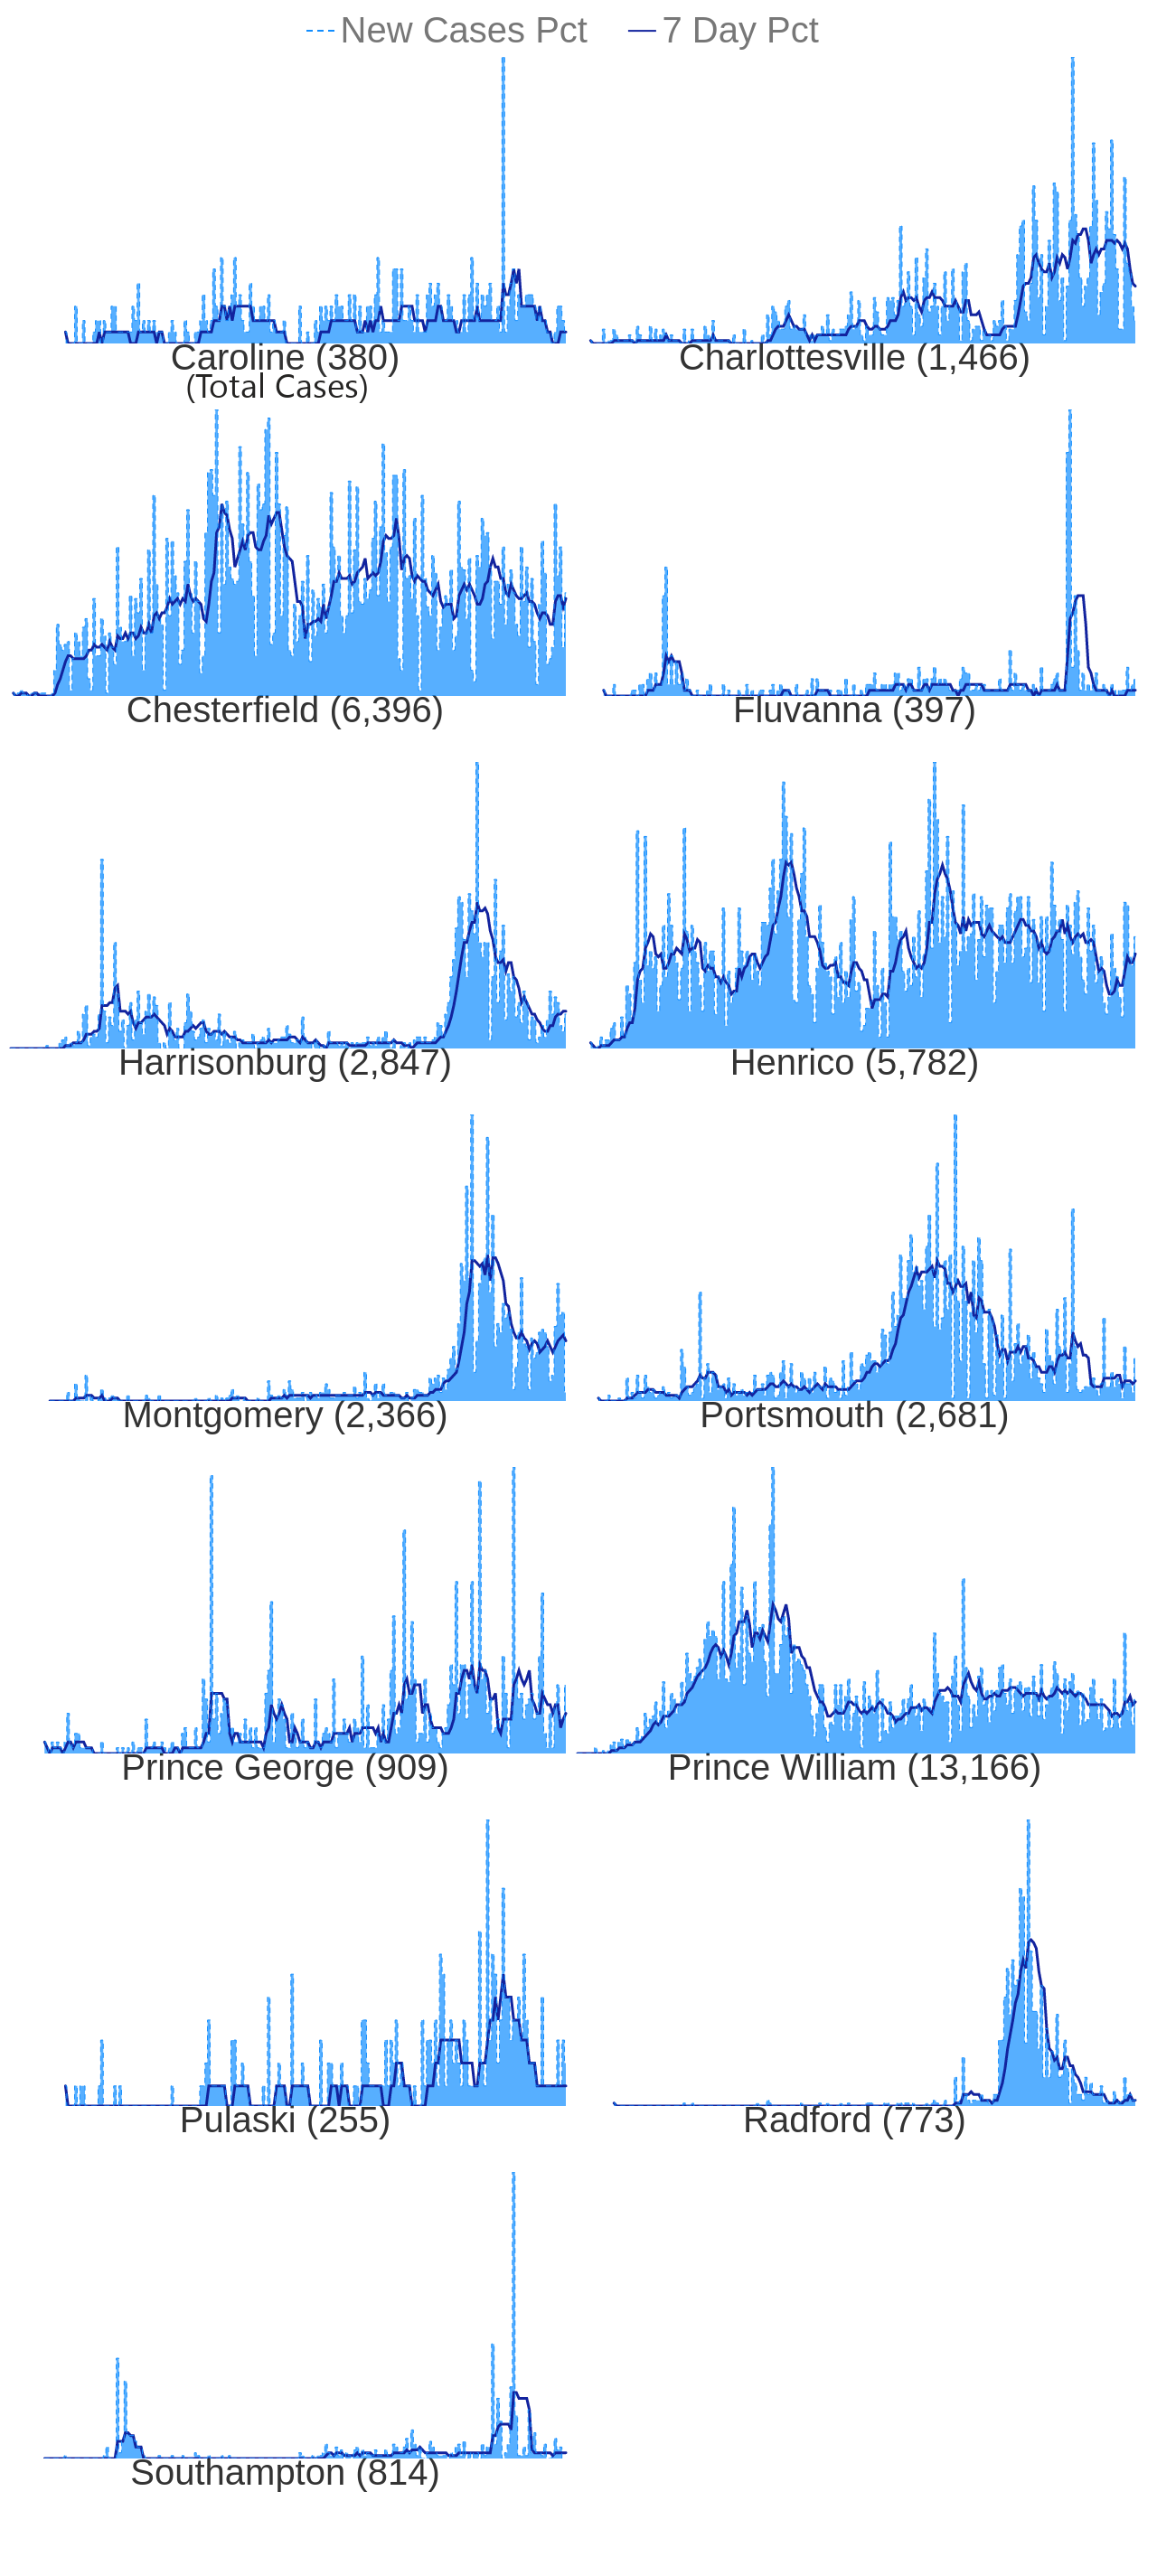 New Cases Pct 7 Day Pct
Caroline (380) Charlottesville (1,466)
(Total Cases)
Chesterfield (6,396) Fluvanna (397)
Harrisonburg (2,847) Henrico (5,782)
Montgomery (2,366) Portsmouth (2,681)
Prince George (909) Prince William (13,166)
Pulaski (255) Radford (773)
Southampton (814)